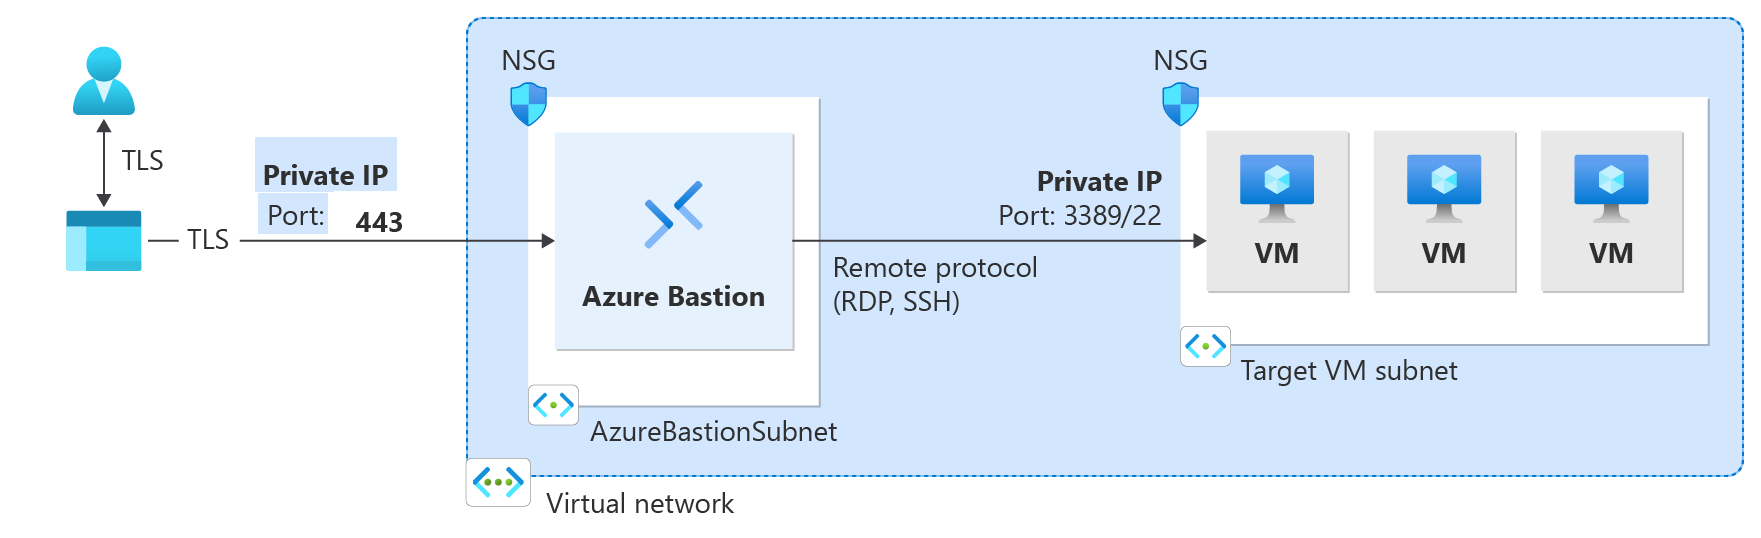 NSG
NSG
TLS
Private IP
Port: 443
TLS
Azure Bastion
Private IP
Port: 3389/22
Remote protocol
(RDP, SSH)
VM
VM
VM
Target VM subnet
AzureBastionSubnet
Virtual network